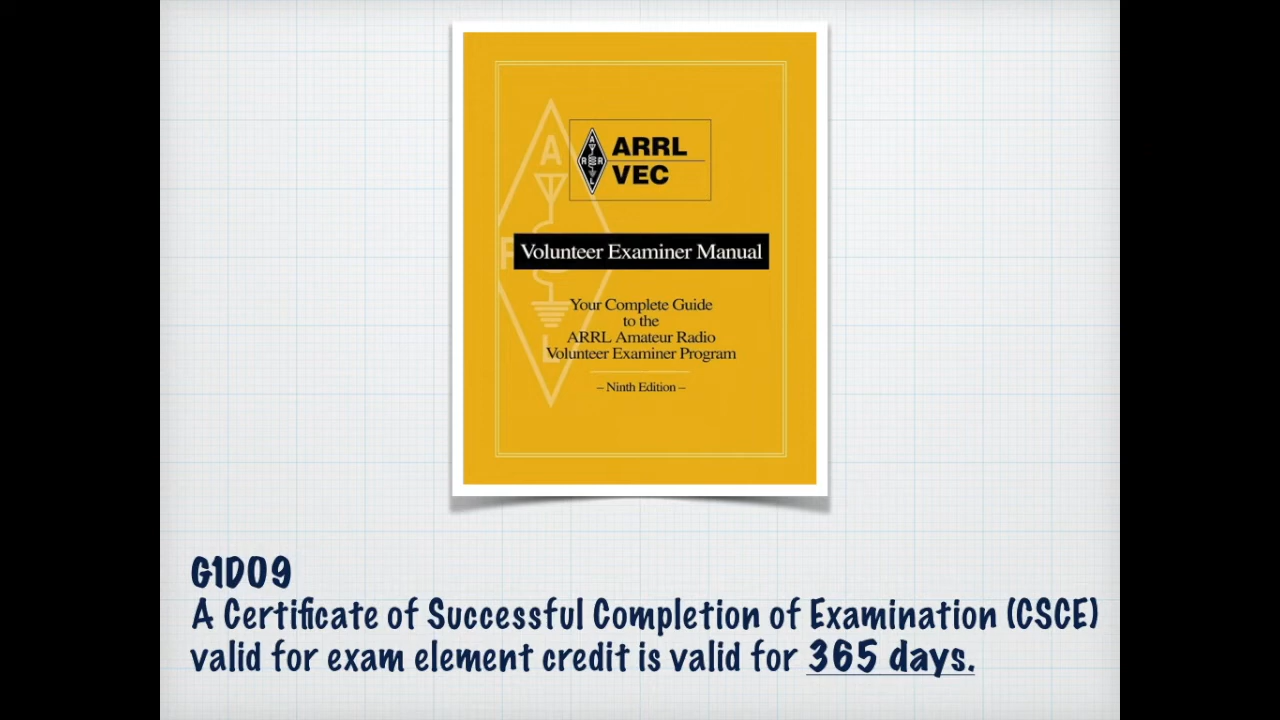 ARRL
VEC
A
R R
L
A
R
L
Volunteer Examiner Manual
Your Complete Guide
to the
ARRL Amateur Radio
Volunteer Examiner Program
– Ninth Edition –
G1D09
A Certificate of Successful Completion of Examination (CSCE)
valid for exam element credit is valid for 365 days.